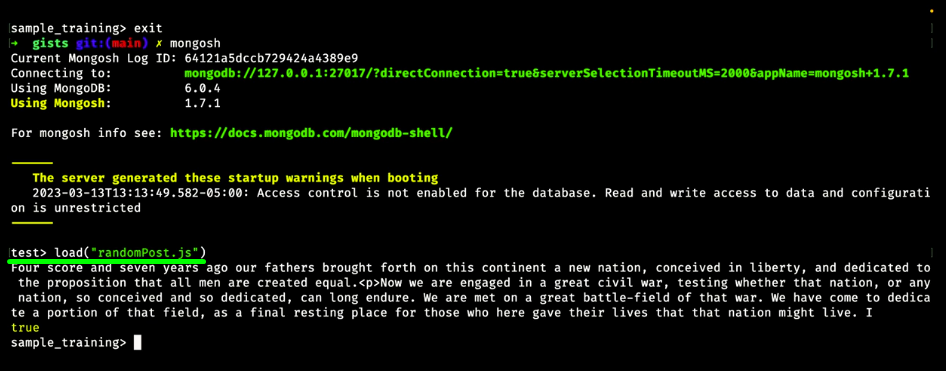 sample_training> exit
→ gists git:(main) ✗ mongosh
Current Mongosh Log ID: 64121a5dccb729424a4389e9
Connecting to: mongodb://127.0.0.1:27017/?directConnection=true&serverSelectionTimeoutMS=2000&appName=mongosh+1.7.1
Using MongoDB: 6.0.4
Using Mongosh: 1.7.1
For mongosh info see: https://docs.mongodb.com/mongodb-shell/
------
The server generated these startup warnings when booting
2023-03-13T13:13:49.582-05:00: Access control is not enabled for the database. Read and write access to data and configurati
on is unrestricted
------
test> load("randomPost.js")
Four score and seven years ago our fathers brought forth on this continent a new nation, conceived in liberty, and dedicated to
the proposition that all men are created equal.<p>Now we are engaged in a great civil war, testing whether that nation, or any
nation, so conceived and so dedicated, can long endure. We are met on a great battle-field of that war. We have come to dedica
te a portion of that field, as a final resting place for those who here gave their lives that that nation might live. I
true
sample_training>